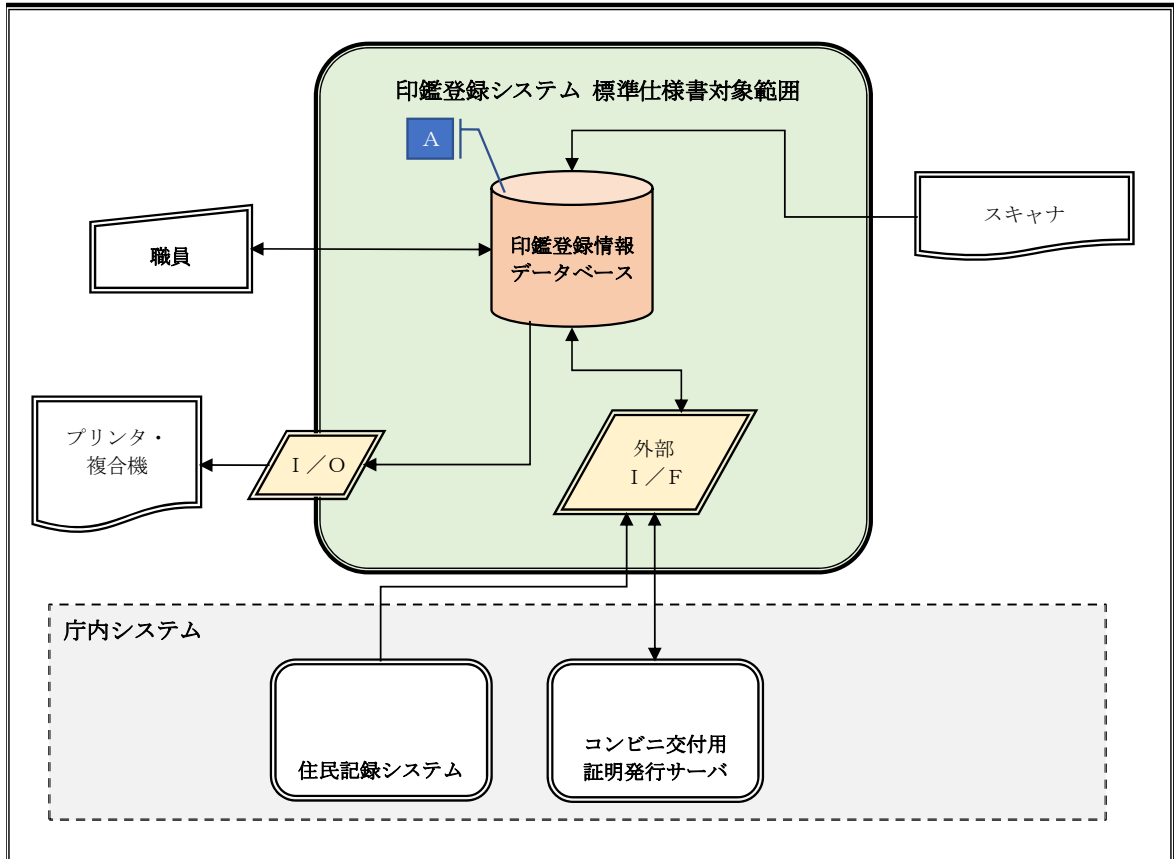 印鑑登録システム 標準仕様書対象範囲
A
スキャナ
職員
印鑑登録情報
データベース
プリンタ・
複合機
Ⅰ/O
外部
Ⅰ/F
庁内システム
住民記録システム
コンビニ交付用
証明発行サーバ